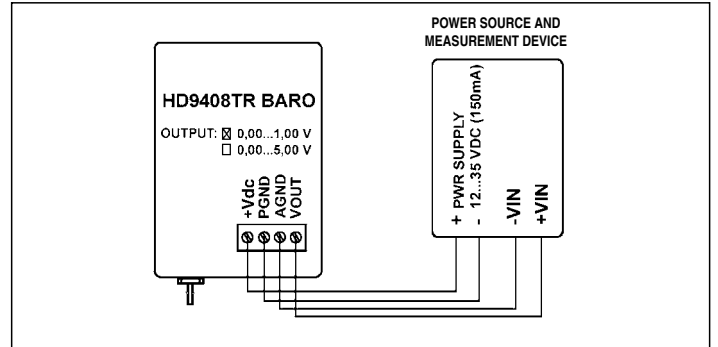 POWER SOURCE AND
MEASUREMENT DEVICE
HD9408TR BARO
OUTPUT: ☒ 0,00...1,00 V
☐ 0,00...5,00 V
+Vdc
PGND
AGND
VOUT
+ PWR SUPPLY
- 12...35 VDC (150mA)
-VIN
+VIN